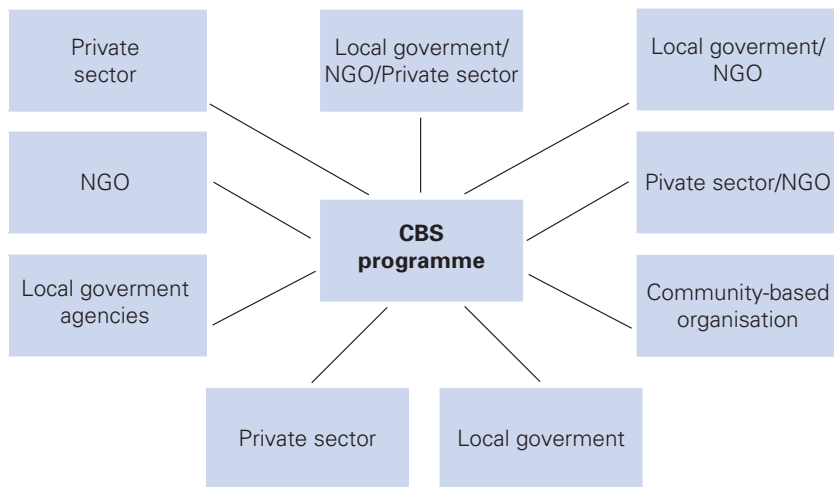 Private
sector
Local goverment/
NGO/Private sector
Local goverment/
NGO
NGO
CBS
programme
Pivate sector/NGO
Local goverment
agencies
Community-based
organisation
Private sector
Local goverment